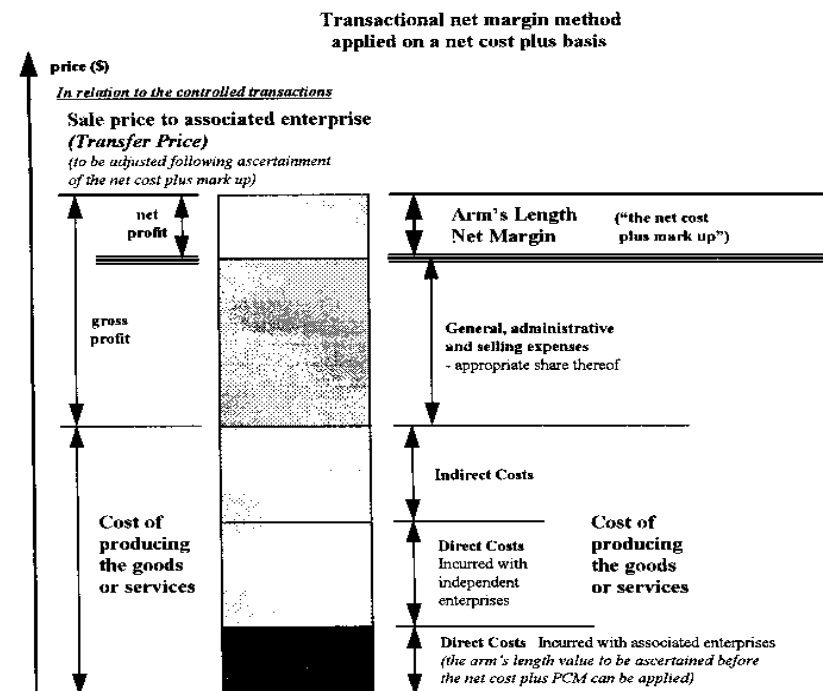 Transactional net margin method
applied on a net cost plus basis
price ($)
In relation to the controlled transactions
Sale price to associated enterprise
(Transfer Price)
(to be adjusted following ascertainment
of the net cost plus mark up)
net
profit
Arm's Length
Net Margin
("the net cost
plus mark up")
gross
profit
General, administrative
and selling expenses
- appropriate share thereof
Indirect Costs
Cost of
producing
the goods
or services
Direct Costs
Incurred with
independent
enterprises
Cost of
producing
the goods
or services
Direct Costs Incurred with associated enterprises
(the arm's length value to be ascertained before
the net cost plus PCM can be applied)